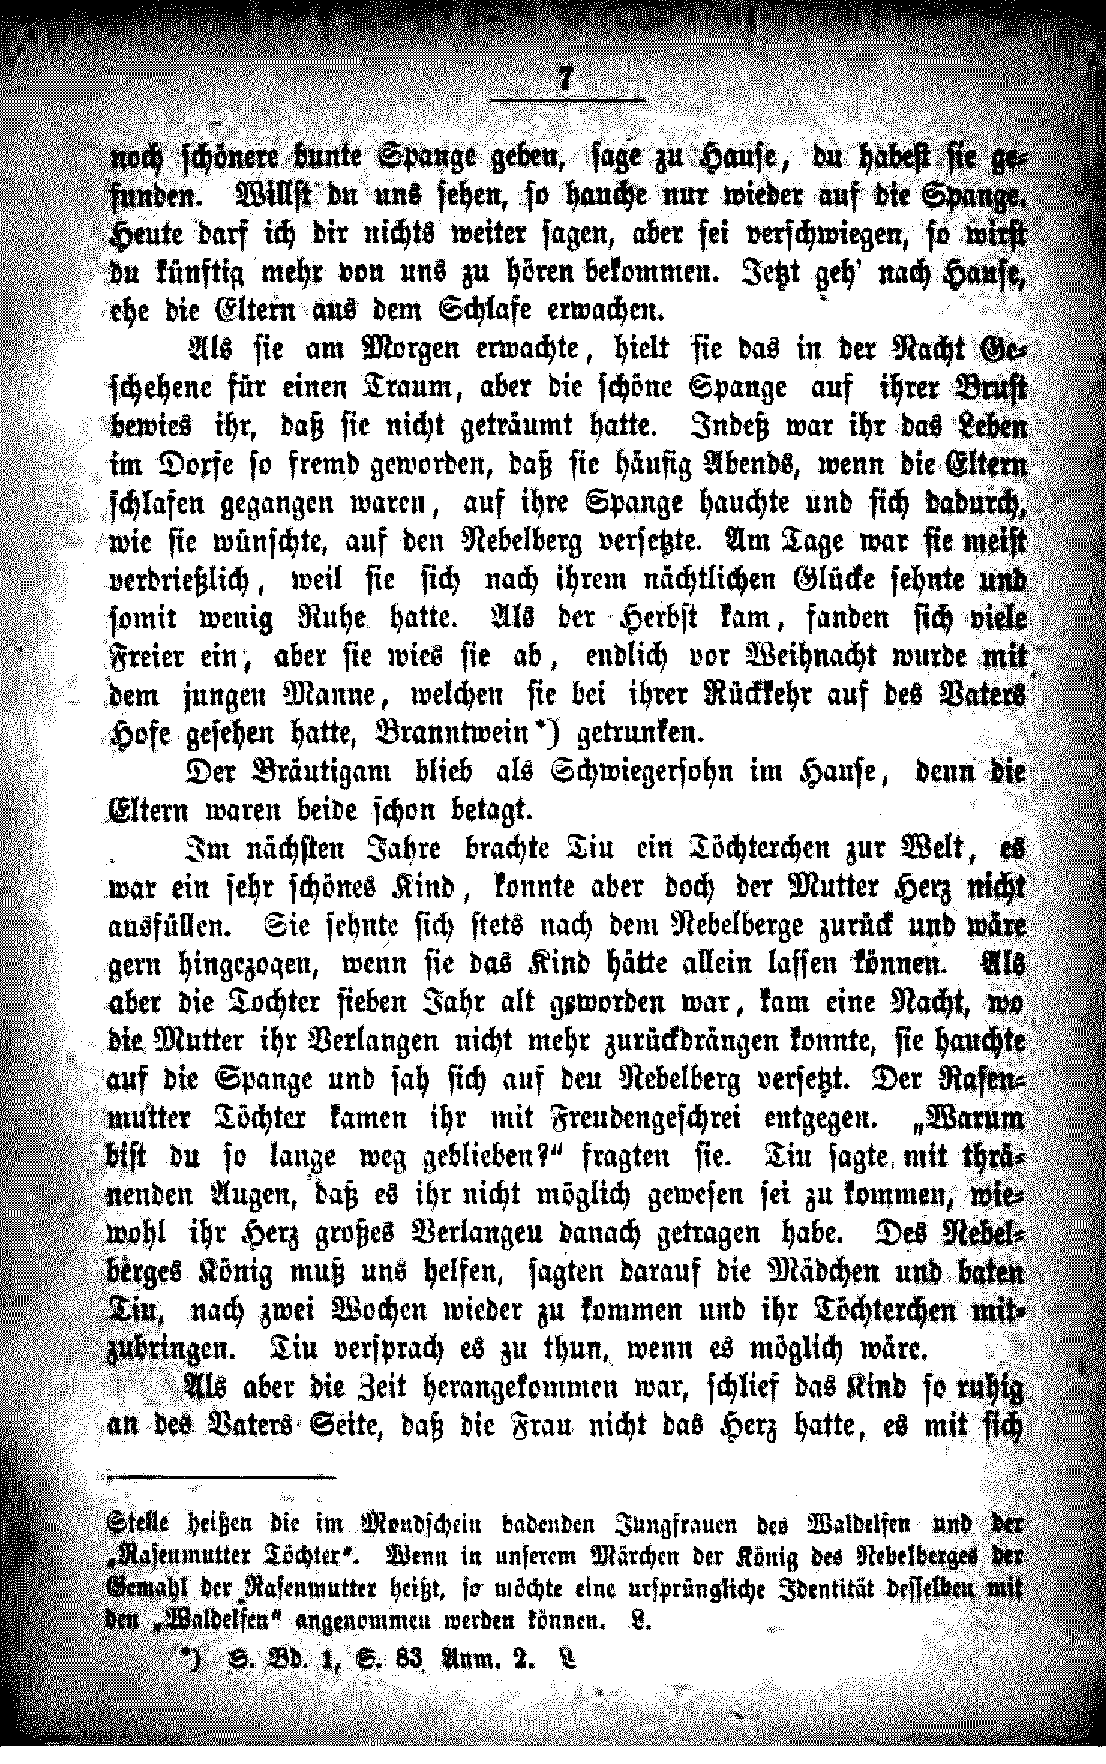 7
noch schönere bunte Spange geben, sage zu Hause, du habest sie ge-
funden. Willst du uns sehen, so hauche nur wieder auf die Spange.
Heute darf ich dir nichts weiter sagen, aber sei verschwiegen, so wirst
du künftig mehr von uns zu hören bekommen. Jetzt geh' nach Hause,
ehe die Eltern aus dem Schlafe erwachen.
Als sie am Morgen erwachte, hielt sie das in der Nacht Ge-
schehene für einen Traum, aber die schöne Spange auf ihrer Brust
bewies ihr, daß sie nicht geträumt hatte. Indeß war ihr das Leben
im Dorfe so fremd geworden, daß sie häufig Abends, wenn die Eltern
schlafen gegangen waren, auf ihre Spange hauchte und sich dadurch,
wie sie wünschte, auf den Nebelberg versetzte. Am Tage war sie meist
verdrießlich, weil sie sich nach ihrem nächtlichen Glücke sehnte und
somit wenig Ruhe hatte. Als der Herbst kam, fanden sich viele
Freier ein, aber sie wies sie ab, endlich vor Weihnacht wurde mit
dem jungen Manne, welchen sie bei ihrer Rückkehr auf des Vaters
Hofe gesehen hatte, Branntwein*) getrunken.
Der Bräutigam blieb als Schwiegersohn im Hause, denn die
Eltern waren beide schon betagt.
Im nächsten Jahre brachte Tiu ein Töchterchen zur Welt, es
war ein sehr schönes Kind, konnte aber doch der Mutter Herz nicht
ausfüllen. Sie sehnte sich stets nach dem Nebelberge zurück und wäre
gern hingezogen, wenn sie das Kind hätte allein lassen können. Als
aber die Tochter sieben Jahr alt geworden war, kam eine Nacht, wo
die Mutter ihr Verlangen nicht mehr zurückdrängen konnte, sie hauchte
auf die Spange und sah sich auf den Nebelberg versetzt. Der Rasen-
mutter Töchter kamen ihr mit Freudengeschrei entgegen. „Warum
bist du so lange weg geblieben?“ fragten sie. Tiu sagte mit thrä-
nenden Augen, daß es ihr nicht möglich gewesen sei zu kommen, wie-
wohl ihr Herz großes Verlangen danach getragen habe. Des Nebel-
berges König muß uns helfen, sagten darauf die Mädchen und baten
Tiu, nach zwei Wochen wieder zu kommen und ihr Töchterchen mit-
zubringen. Tiu versprach es zu thun, wenn es möglich wäre.
Als aber die Zeit herangekommen war, schlief das Kind so ruhig
an des Vaters Seite, daß die Frau nicht das Herz hatte, es mit sich
Stelle heißen die im Mondschein badenden Jungfrauen des Waldelfen und der
„Rasenmutter Töchter“. Wenn in unserem Märchen der König des Nebelberges der
Gemahl der Rasenmutter heißt, so möchte eine ursprüngliche Identität desselben mit
den „Waldelfen“ angenommen werden können. L.
*) S. Bd. 1, S. 83 Anm. 2. L